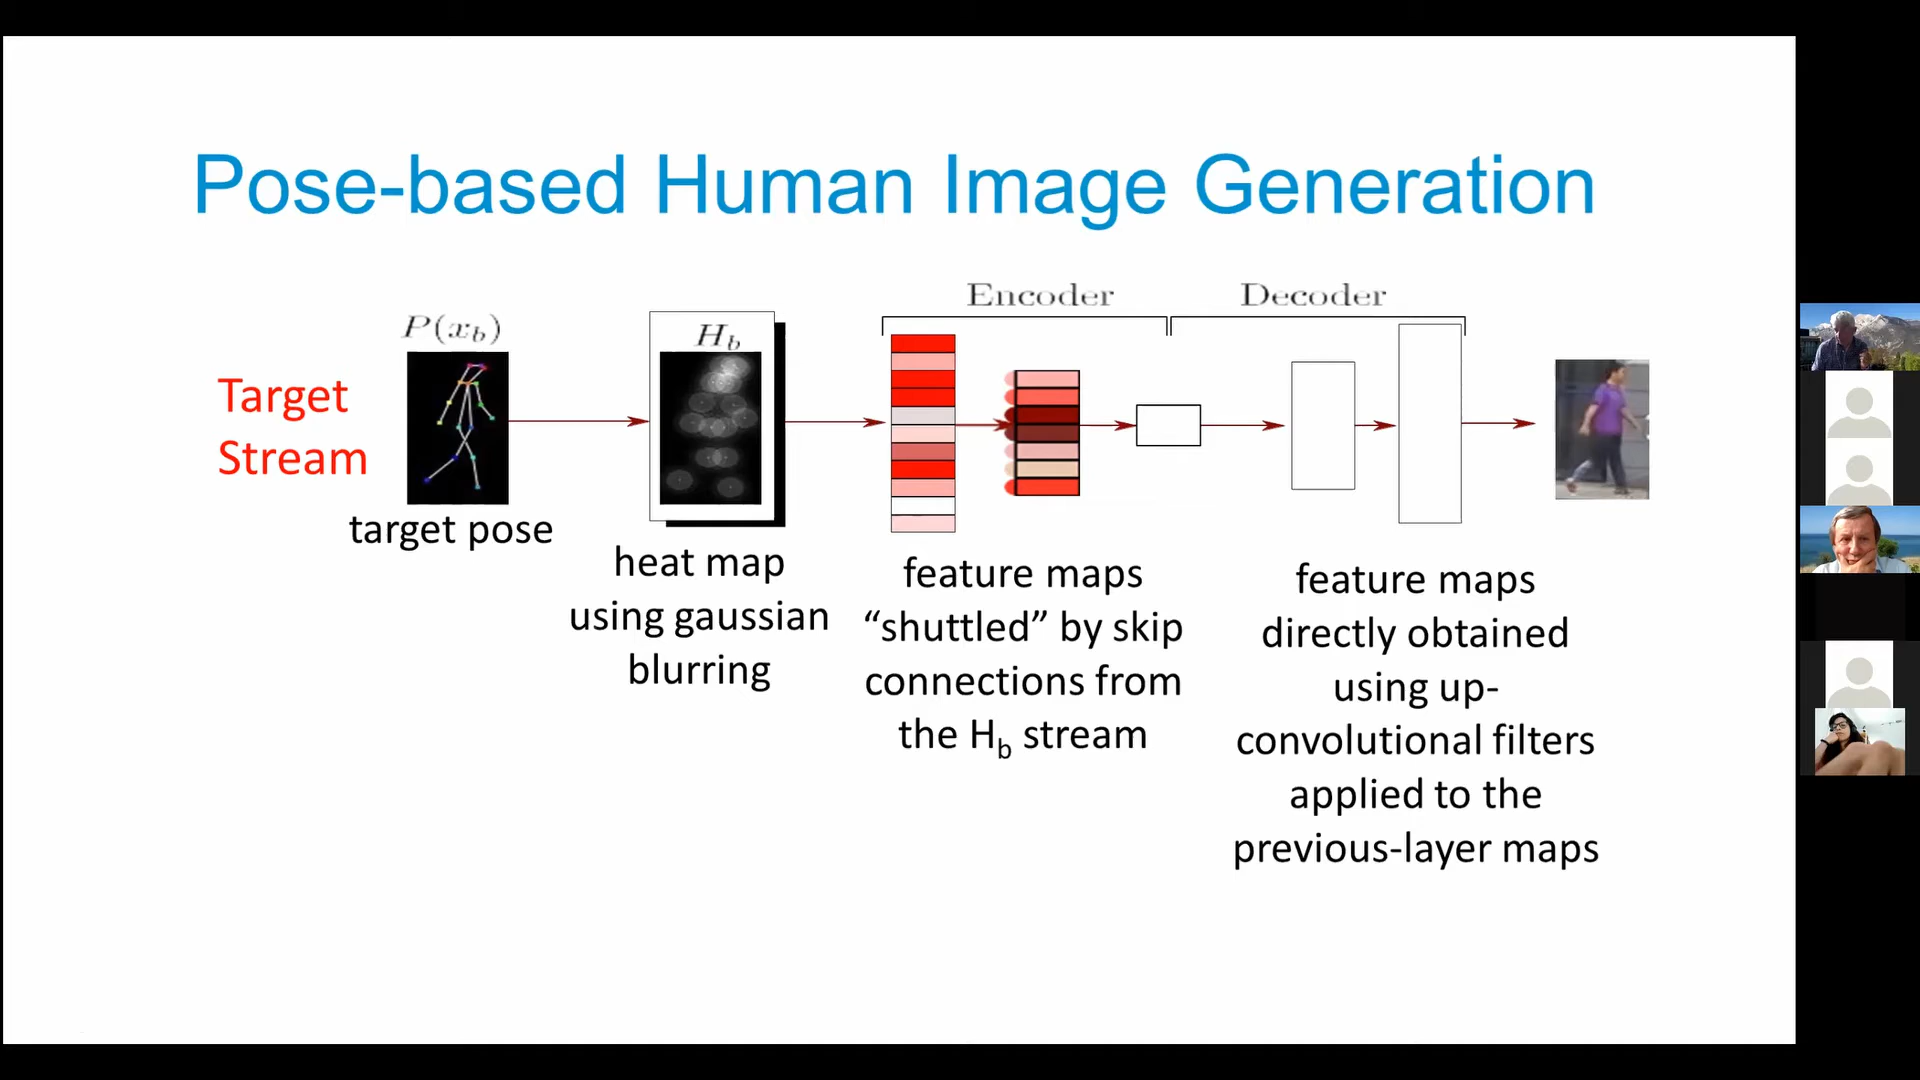 Pose-based Human Image Generation
Encoder
Decoder
P(x_b)
H_b
Target
Stream
target pose
heat map
using gaussian
blurring
feature maps
“shuttled” by skip
connections from
the H_b stream
feature maps
directly obtained
using up-
convolutional filters
applied to the
previous-layer maps